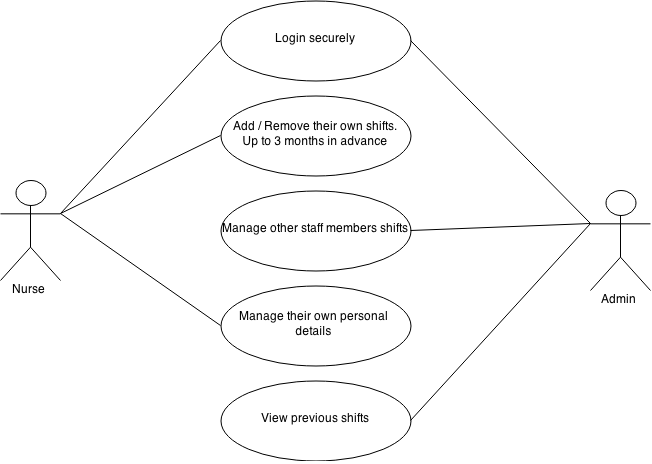 Login securely
Add / Remove their own shifts.
Up to 3 months in advance
Manage other staff members shifts
Nurse
Admin
Manage their own personal
details
View previous shifts